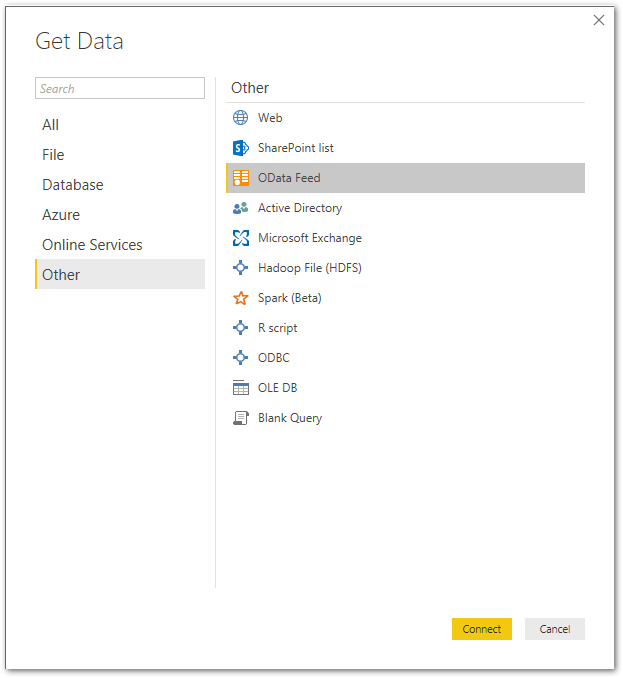 Get Data
Search
All
File
Database
Azure
Online Services
Other
Other
Web
SharePoint list
OData Feed
Active Directory
Microsoft Exchange
Hadoop File (HDFS)
Spark (Beta)
R script
ODBC
OLE DB
Blank Query
Connect
Cancel